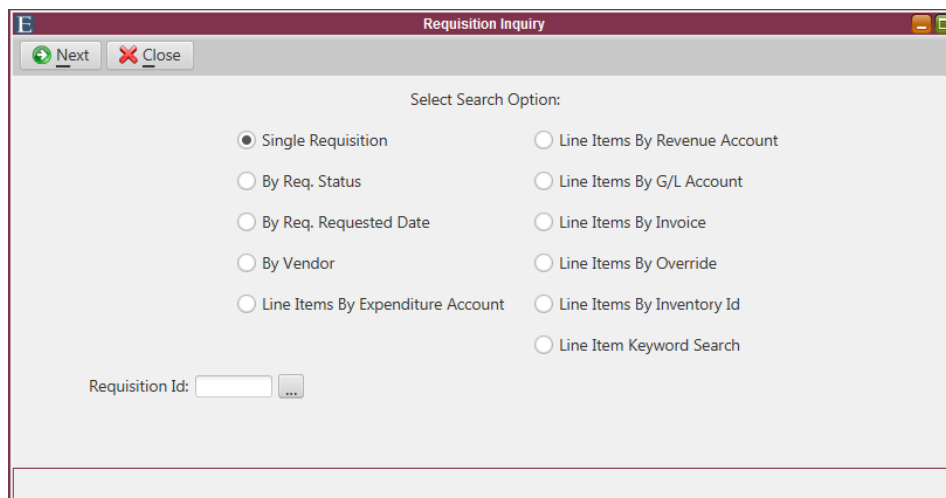 E Requisition Inquiry
Next Close
Select Search Option:
Single Requisition
By Req. Status
By Req. Requested Date
By Vendor
Line Items By Expenditure Account
Line Items By Revenue Account
Line Items By G/L Account
Line Items By Invoice
Line Items By Override
Line Items By Inventory Id
Line Item Keyword Search
Requisition Id: ...